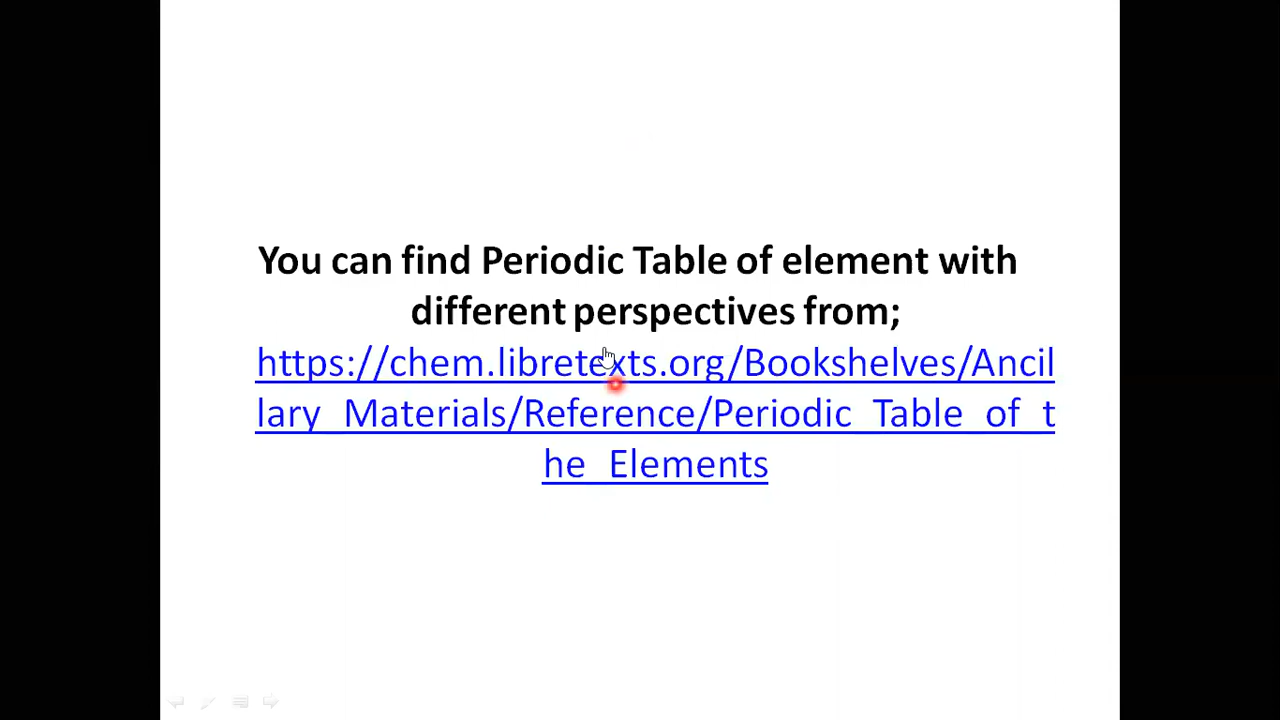 You can find Periodic Table of element with
different perspectives from;
https://chem.libretexts.org/Bookshelves/Ancil
lary_Materials/Reference/Periodic_Table_of_t
he_Elements